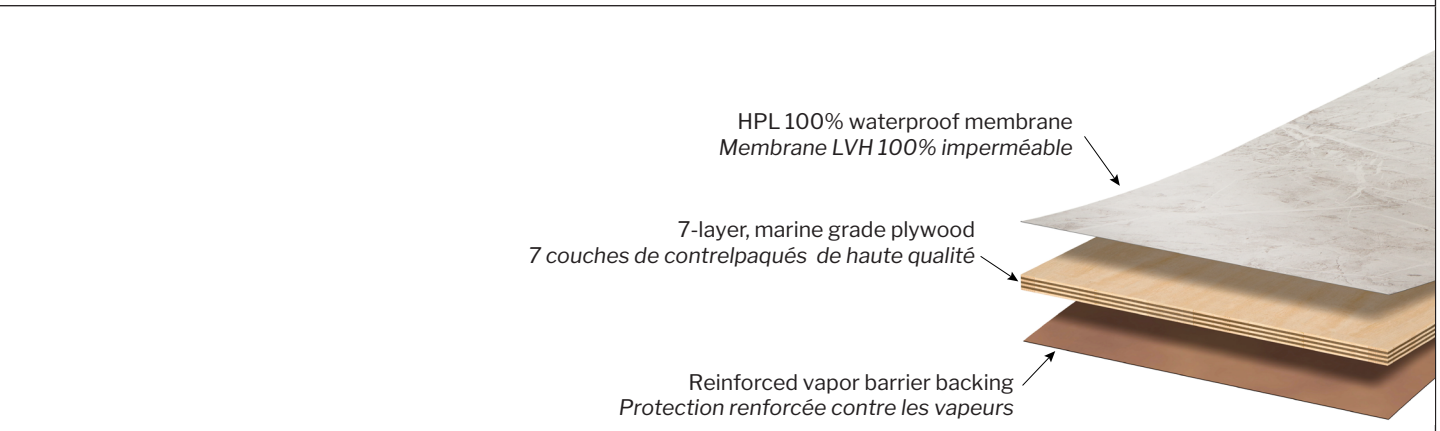 HPL 100% waterproof membrane
Membrane LVH 100% imperméable
7-layer, marine grade plywood
7 couches de contrelpaqués  de haute qualité
Reinforced vapor barrier backing
Protection renforcée contre les vapeurs